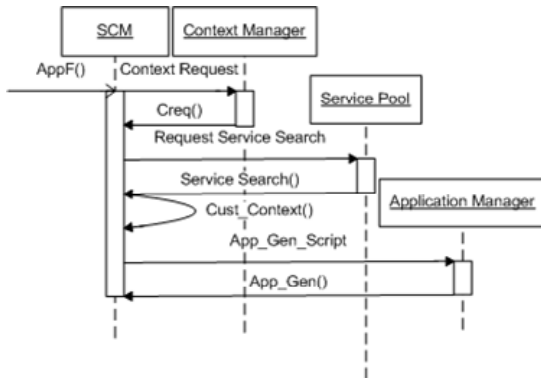 SCM
Context Manager
AppF()
Context Request
Creq()
Service Pool
Request Service Search
Service Search()
Cust_Context()
Application Manager
App_Gen_Script
App_Gen()